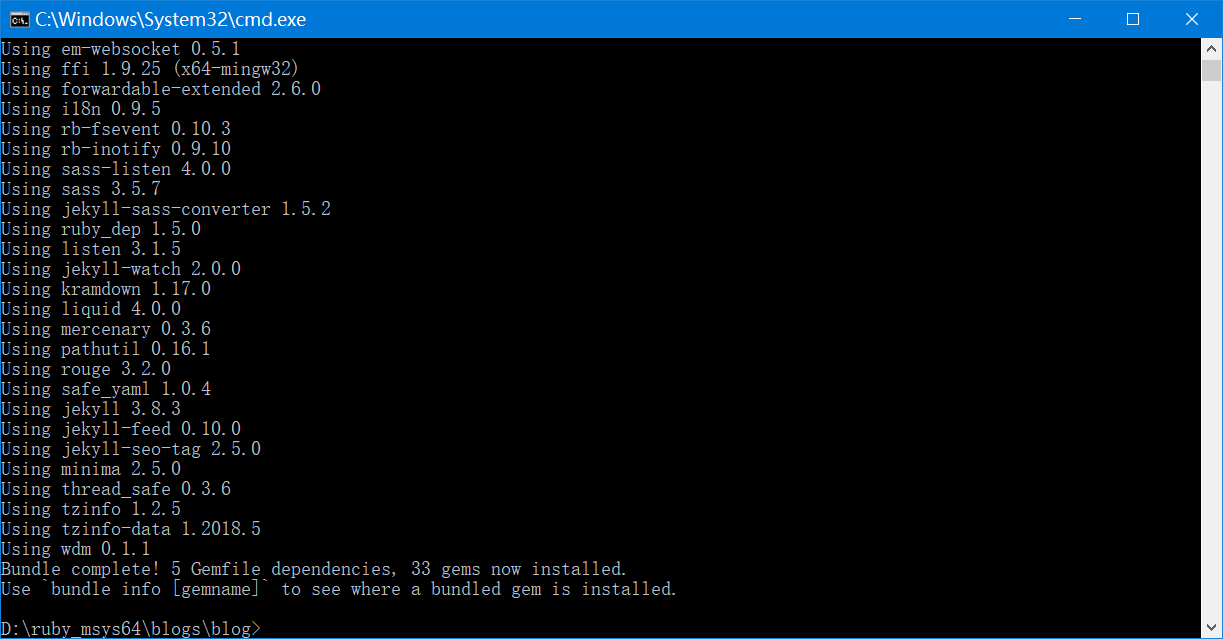 C:\Windows\System32\cmd.exe
Using em-websocket 0.5.1
Using ffi 1.9.25 (x64-mingw32)
Using forwardable-extended 2.6.0
Using i18n 0.9.5
Using rb-fsevent 0.10.3
Using rb-inotify 0.9.10
Using sass-listen 4.0.0
Using sass 3.5.7
Using jekyll-sass-converter 1.5.2
Using ruby_dep 1.5.0
Using listen 3.1.5
Using jekyll-watch 2.0.0
Using kramdown 1.17.0
Using liquid 4.0.0
Using mercenary 0.3.6
Using pathutil 0.16.1
Using rouge 3.2.0
Using safe_yaml 1.0.4
Using jekyll 3.8.3
Using jekyll-feed 0.10.0
Using jekyll-seo-tag 2.5.0
Using minima 2.5.0
Using thread_safe 0.3.6
Using tzinfo 1.2.5
Using tzinfo-data 1.2018.5
Using wdm 0.1.1
Bundle complete! 5 Gemfile dependencies, 33 gems now installed.
Use `bundle info [gemname]` to see where a bundled gem is installed.
D:\ruby_msys64\blogs\blog>